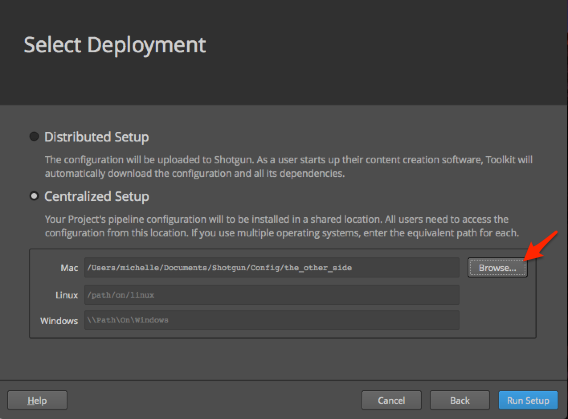 Select Deployment
Distributed Setup
The configuration will be uploaded to Shotgun. As a user starts up their content creation software, Toolkit will
automatically download the configuration and all its dependencies.
Centralized Setup
Your Project's pipeline configuration will be installed in a shared location. All users need to access the
configuration from this location. If you use multiple operating systems, enter the equivalent path for each.
Mac /Users/michelle/Documents/Shotgun/Config/the_other_side Browse...
Linux /path/on/linux
Windows \\Path\On\Windows
Help Cancel Back Run Setup